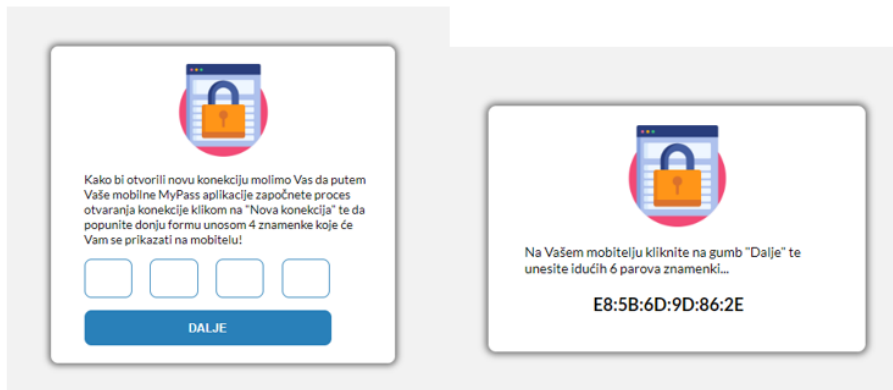 Kako bi otvorili novu konekciju molimo Vas da putem
Vaše mobilne MyPass aplikacije započnete proces
otvaranja konekcije klikom na "Nova konekcija" te da
popunite donju formu unosom 4 znamenke koje će
Vam se prikazati na mobitelu!
DALJE
Na Vašem mobitelju kliknite na gumb "Dalje" te
unesite idućih 6 parova znamenki...
E8:5B:6D:9D:86:2E